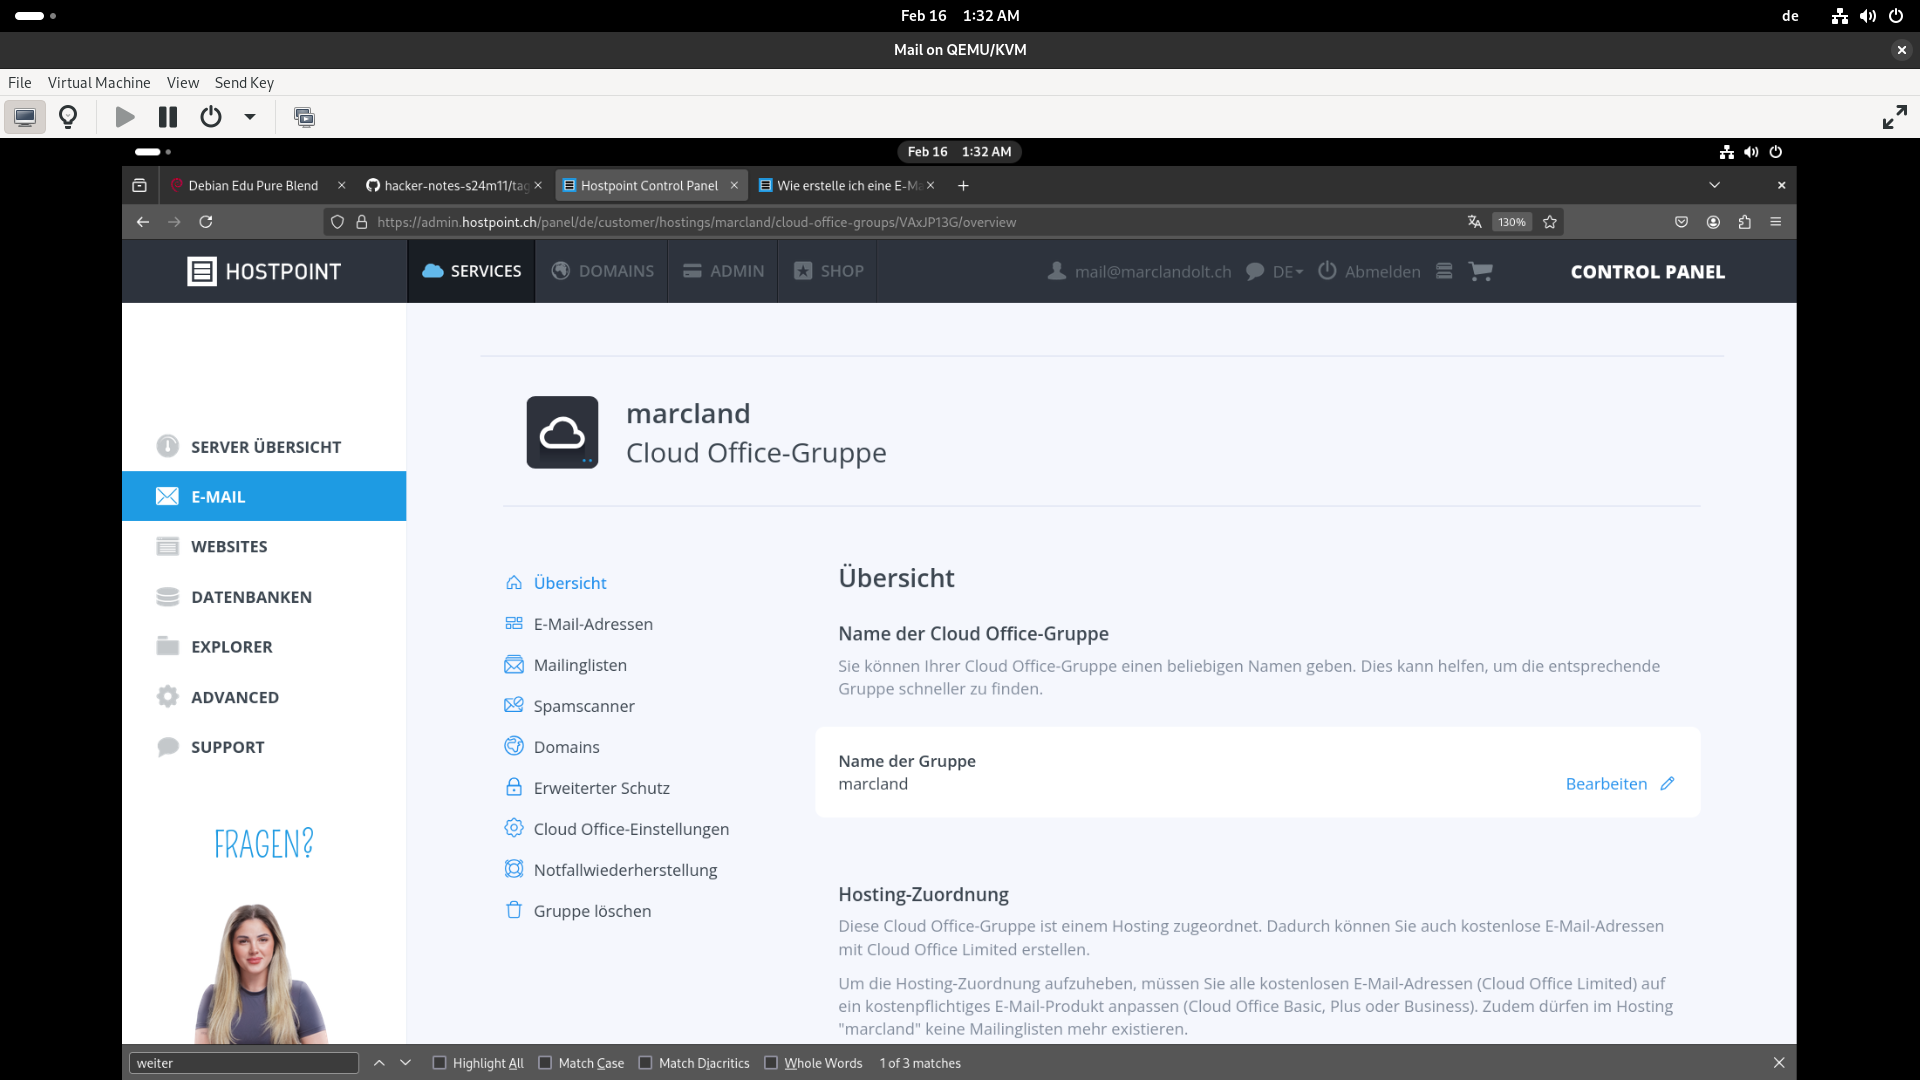 Feb 16 1:32 AM
de
Mail on QEMU/KVM
File Virtual Machine View Send Key
Feb 16 1:32 AM
Debian Edu Pure Blend
hacker-notes-s24m11/tag
Hostpoint Control Panel
Wie erstelle ich eine E-Ma
https://admin.hostpoint.ch/panel/de/customer/hostings/marcland/cloud-office-groups/VAxJP13G/overview
130%
HOSTPOINT
SERVICES
DOMAINS
ADMIN
SHOP
mail@marclandolt.ch
DE
Abmelden
CONTROL PANEL
marcland
Cloud Office-Gruppe
SERVER ÜBERSICHT
E-MAIL
WEBSITES
DATENBANKEN
EXPLORER
ADVANCED
SUPPORT
FRAGEN?
Übersicht
E-Mail-Adressen
Mailinglisten
Spamscanner
Domains
Erweiterter Schutz
Cloud Office-Einstellungen
Notfallwiederherstellung
Gruppe löschen
Übersicht
Name der Cloud Office-Gruppe
Sie können Ihrer Cloud Office-Gruppe einen beliebigen Namen geben. Dies kann helfen, um die entsprechende
Gruppe schneller zu finden.
Name der Gruppe
marcland
Bearbeiten
Hosting-Zuordnung
Diese Cloud Office-Gruppe ist einem Hosting zugeordnet. Dadurch können Sie auch kostenlose E-Mail-Adressen
mit Cloud Office Limited erstellen.
Um die Hosting-Zuordnung aufzuheben, müssen Sie alle kostenlosen E-Mail-Adressen (Cloud Office Limited) auf
ein kostenpflichtiges E-Mail-Produkt anpassen (Cloud Office Basic, Plus oder Business). Zudem dürfen im Hosting
"marcland" keine Mailinglisten mehr existieren.
weiter
Highlight All
Match Case
Match Diacritics
Whole Words
1 of 3 matches